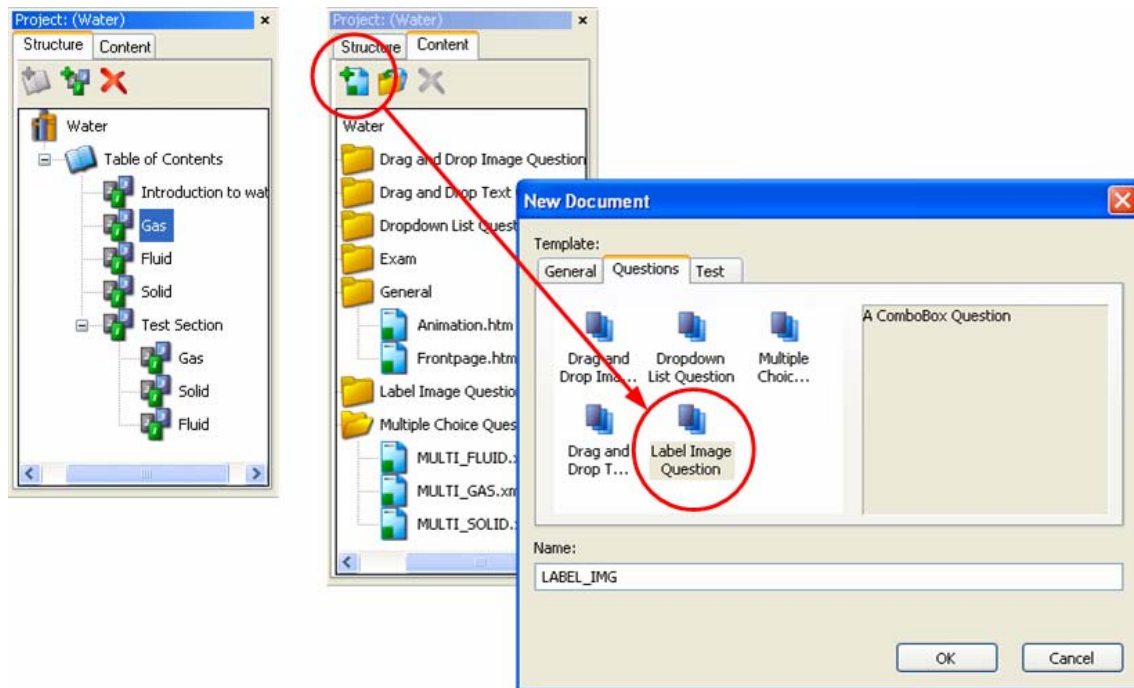 Project: (Water)
Structure
Content
Water
Table of Contents
Introduction to wat
Gas
Fluid
Solid
Test Section
Gas
Solid
Fluid
Project: (Water)
Structure
Content
Water
Drag and Drop Image Question
Drag and Drop Text
Dropdown List Quest
Exam
General
Animation.htm
Frontpage.htm
Label Image Questio
Multiple Choice Ques
MULTI_FLUID.
MULTI_GAS.xm
MULTI_SOLID.
New Document
Template:
General
Questions
Test
Drag and
Drop Ima...
Dropdown
List Question
Multiple
Choic...
Drag and
Drop T...
Label Image
Question
A ComboBox Question
Name:
LABEL_IMG
OK
Cancel